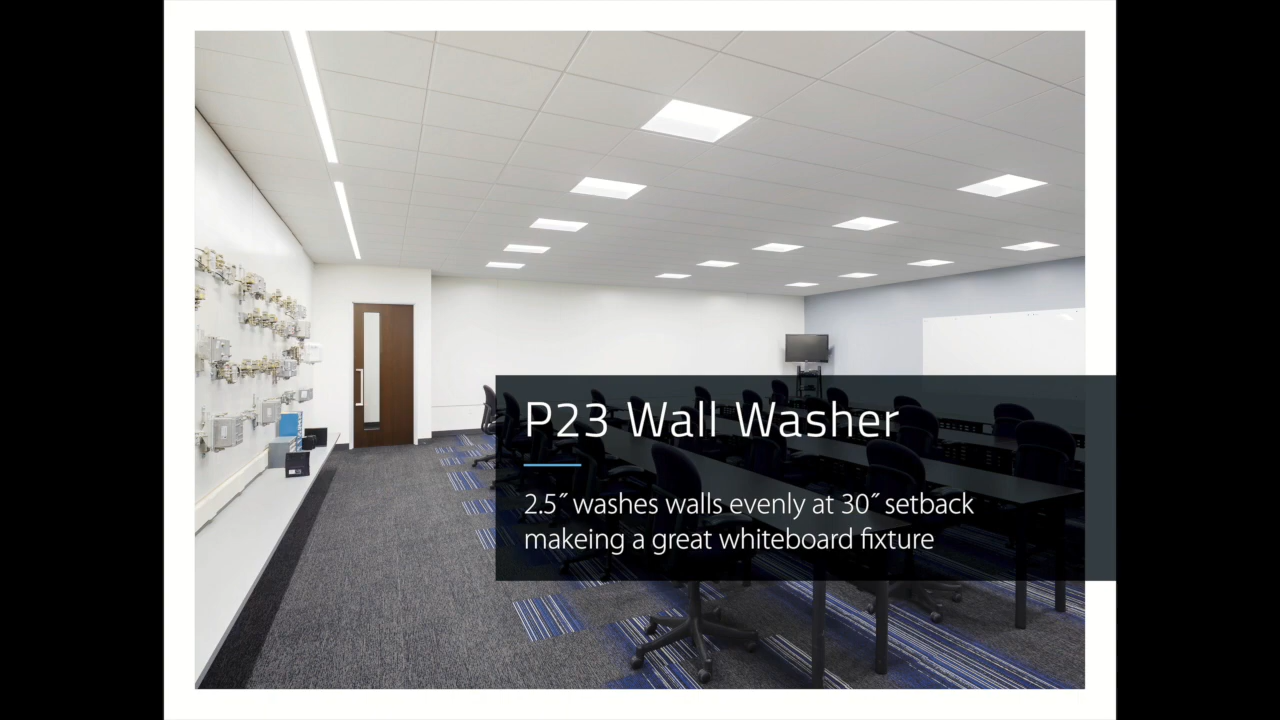 P23 Wall Washer
2.5˝ washes walls evenly at 30˝ setback
makeing a great whiteboard fixture